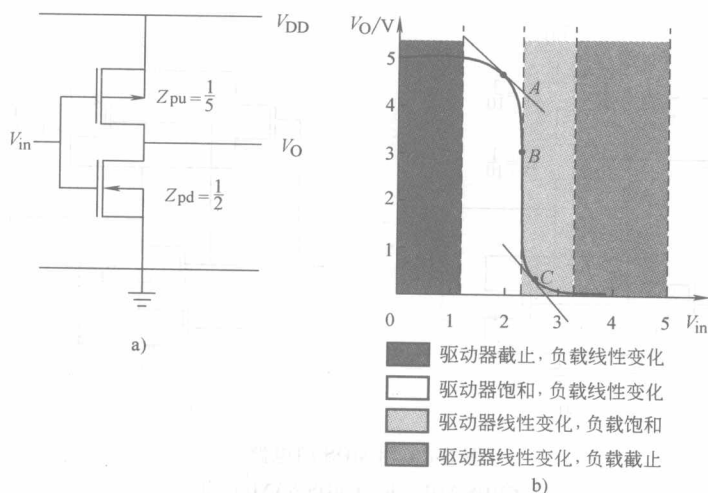 V_DD
Z_pu=1/5
V_in
V_O
Z_pd=1/2
a)
V_O/V
5
4
3
2
1
0
1
2
3
4
5
V_in
A
B
C
驱动器截止，负载线性变化
驱动器饱和，负载线性变化
驱动器线性变化，负载饱和
驱动器线性变化，负载截止
b)